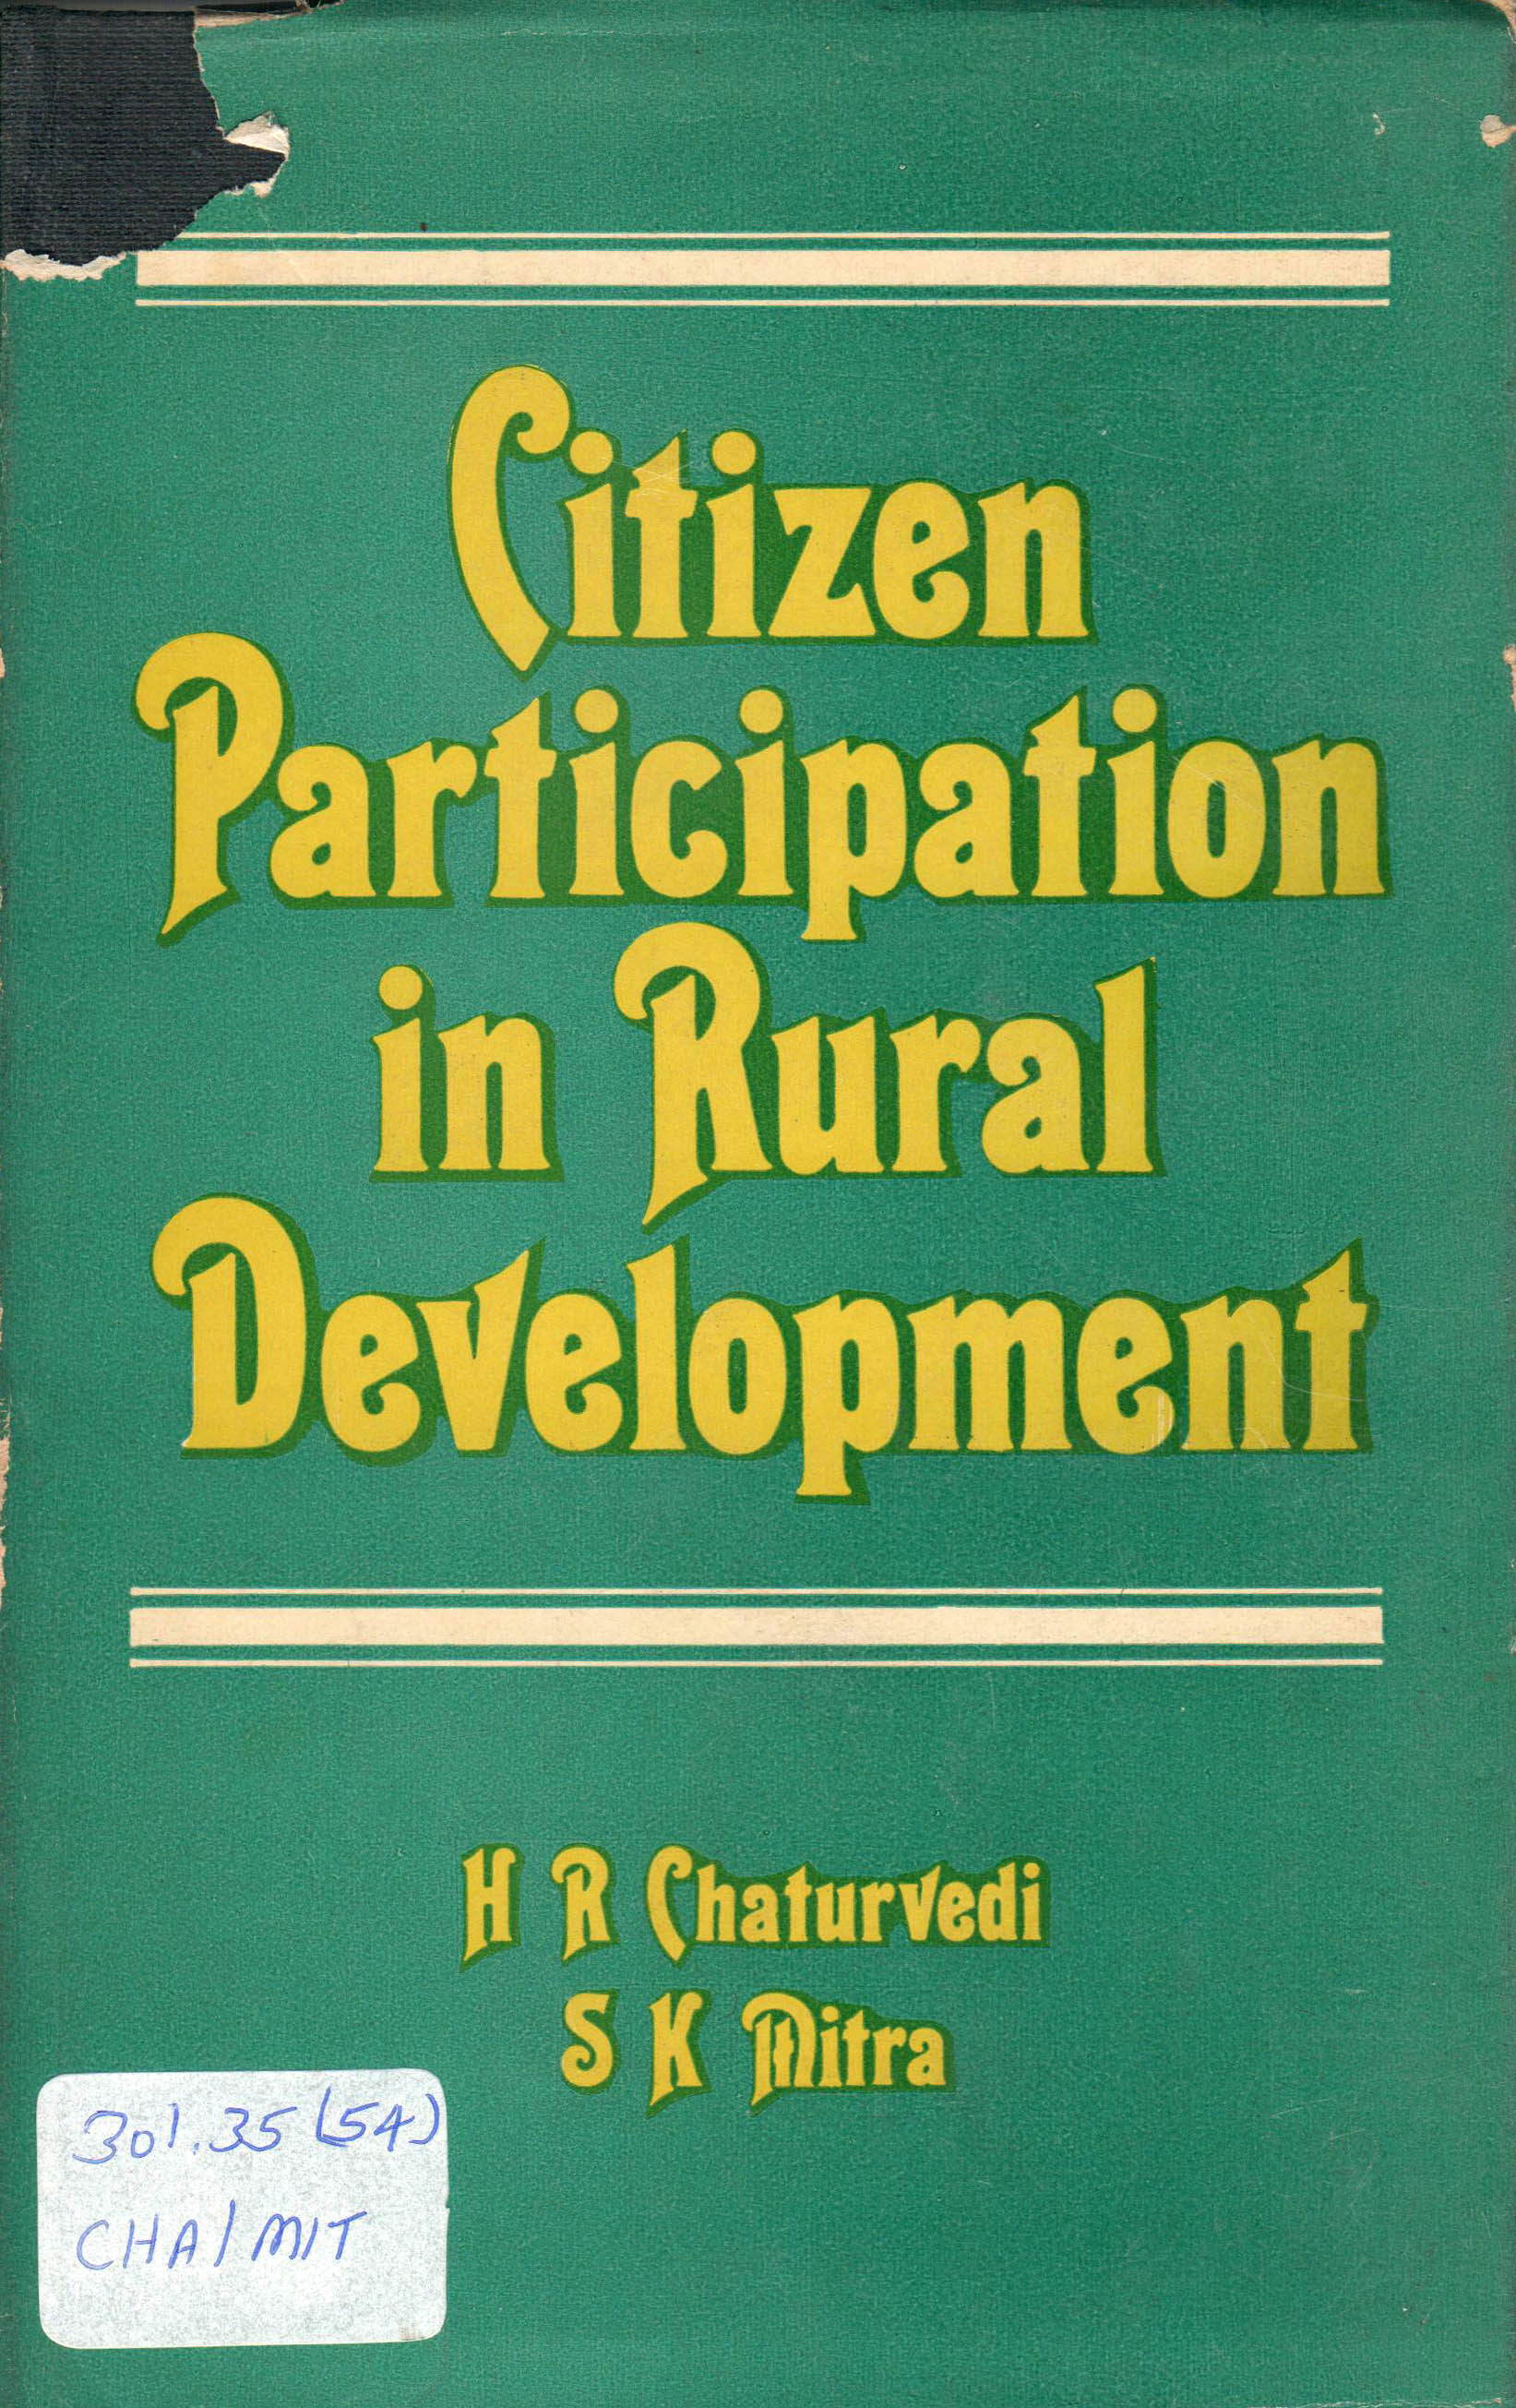 Citizen
Participation
in Rural
Development
H R Chaturvedi
S K Mitra
301.35 (54)
CHA/MIT